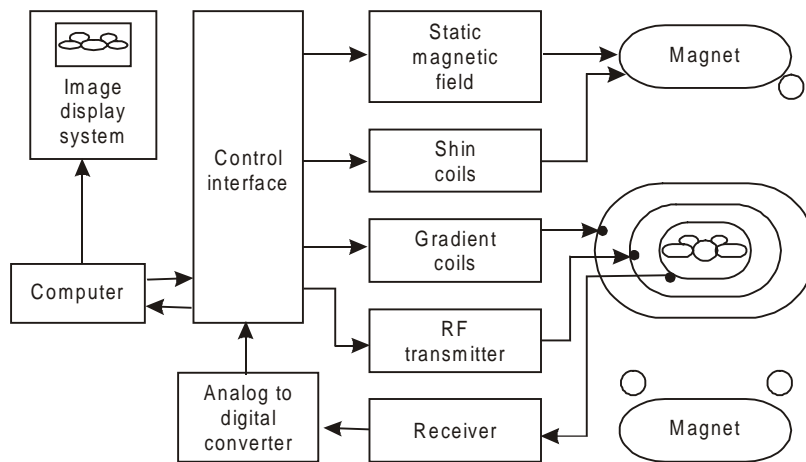 Image
display
system
Computer
Control
interface
Analog to
digital
converter
Static
magnetic
field
Shin
coils
Gradient
coils
RF
transmitter
Receiver
Magnet
Magnet